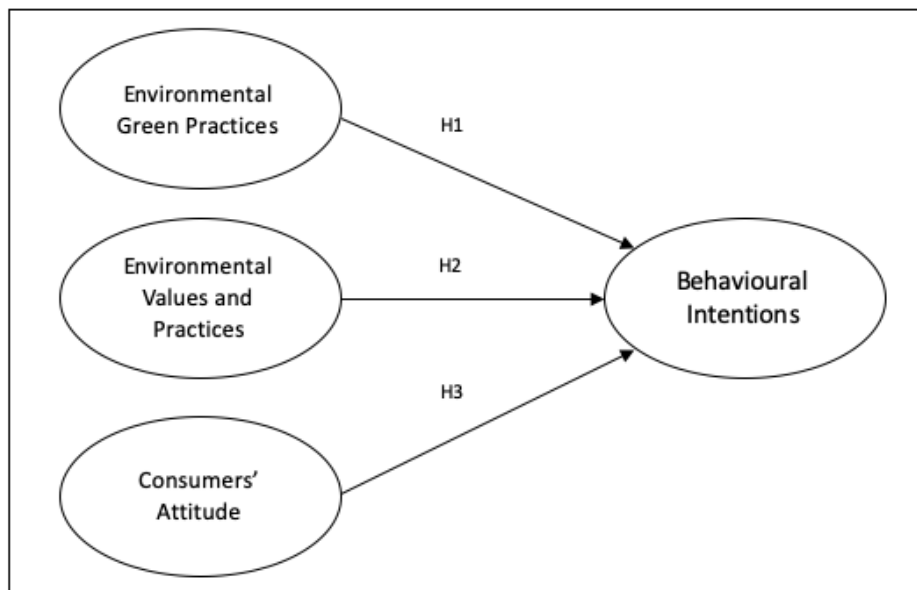 Environmental
Green Practices
H1
Environmental
Values and
Practices
H2
Behavioural
Intentions
H3
Consumers’
Attitude